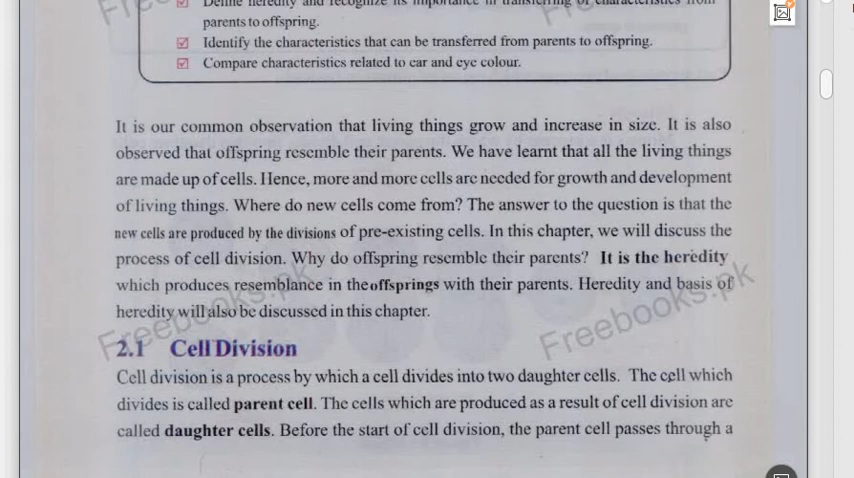 Define heredity and recognize its importance in transferring of characteristics from
parents to offspring.
Identify the characteristics that can be transferred from parents to offspring.
Compare characteristics related to ear and eye colour.
It is our common observation that living things grow and increase in size. It is also
observed that offspring resemble their parents. We have learnt that all the living things
are made up of cells. Hence, more and more cells are needed for growth and development
of living things. Where do new cells come from? The answer to the question is that the
new cells are produced by the divisions of pre-existing cells. In this chapter, we will discuss the
process of cell division. Why do offspring resemble their parents? It is the heredity
which produces resemblance in the offsprings with their parents. Heredity and basis of
heredity will also be discussed in this chapter.
Freebooks.pk
Freebooks.pk
2.1 Cell Division
Cell division is a process by which a cell divides into two daughter cells. The cell which
divides is called parent cell. The cells which are produced as a result of cell division are
called daughter cells. Before the start of cell division, the parent cell passes through a